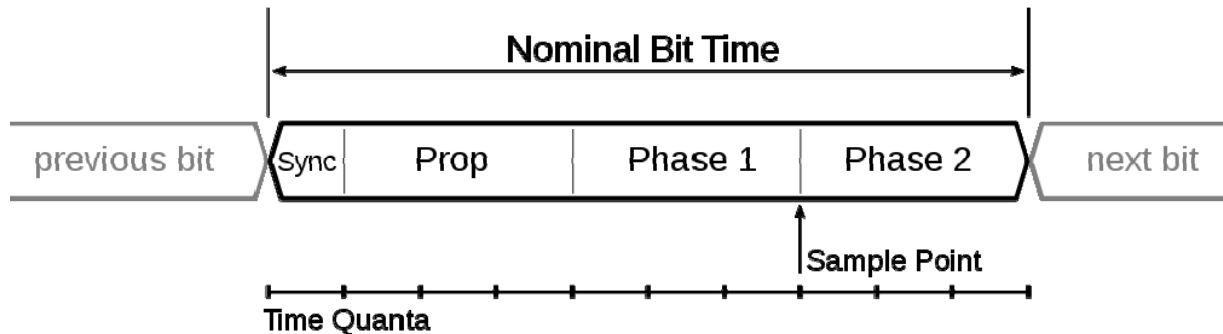 Nominal Bit Time
previous bit
Sync
Prop
Phase 1
Phase 2
next bit
Sample Point
Time Quanta